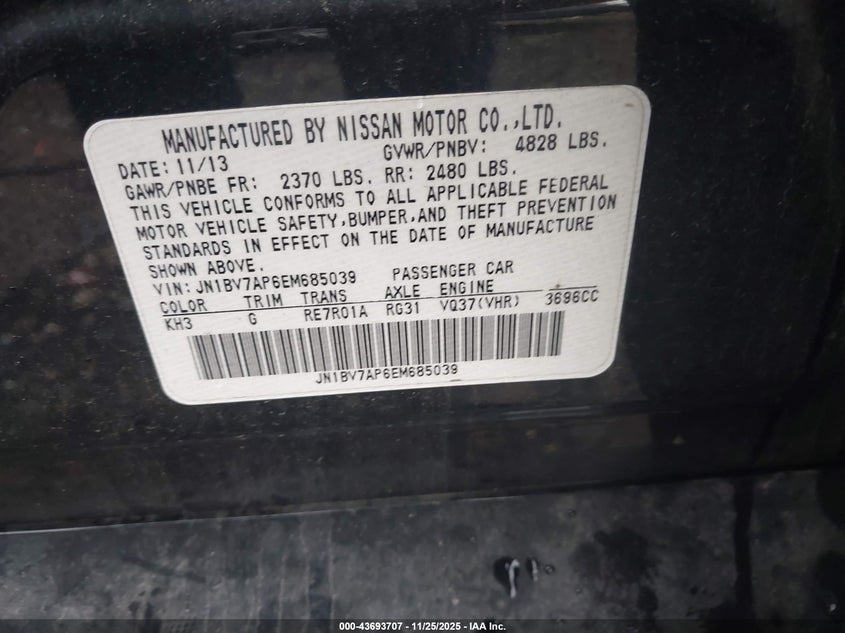 MANUFACTURED BY NISSAN MOTOR CO.,LTD.
DATE: 11/13 GVWR/PNBV: 4828 LBS.
GAWR/PNBE FR: 2370 LBS. RR: 2480 LBS.
THIS VEHICLE CONFORMS TO ALL APPLICABLE FEDERAL
MOTOR VEHICLE SAFETY,BUMPER,AND THEFT PREVENTION
STANDARDS IN EFFECT ON THE DATE OF MANUFACTURE
SHOWN ABOVE.
VIN: JN1BV7AP6EM685039 PASSENGER CAR
COLOR TRIM TRANS AXLE ENGINE
KH3 G RE7R01A RG31 VQ37(VHR) 3696CC
JN1BV7AP6EM685039
000-43693707 - 11/25/2025 - IAA Inc.